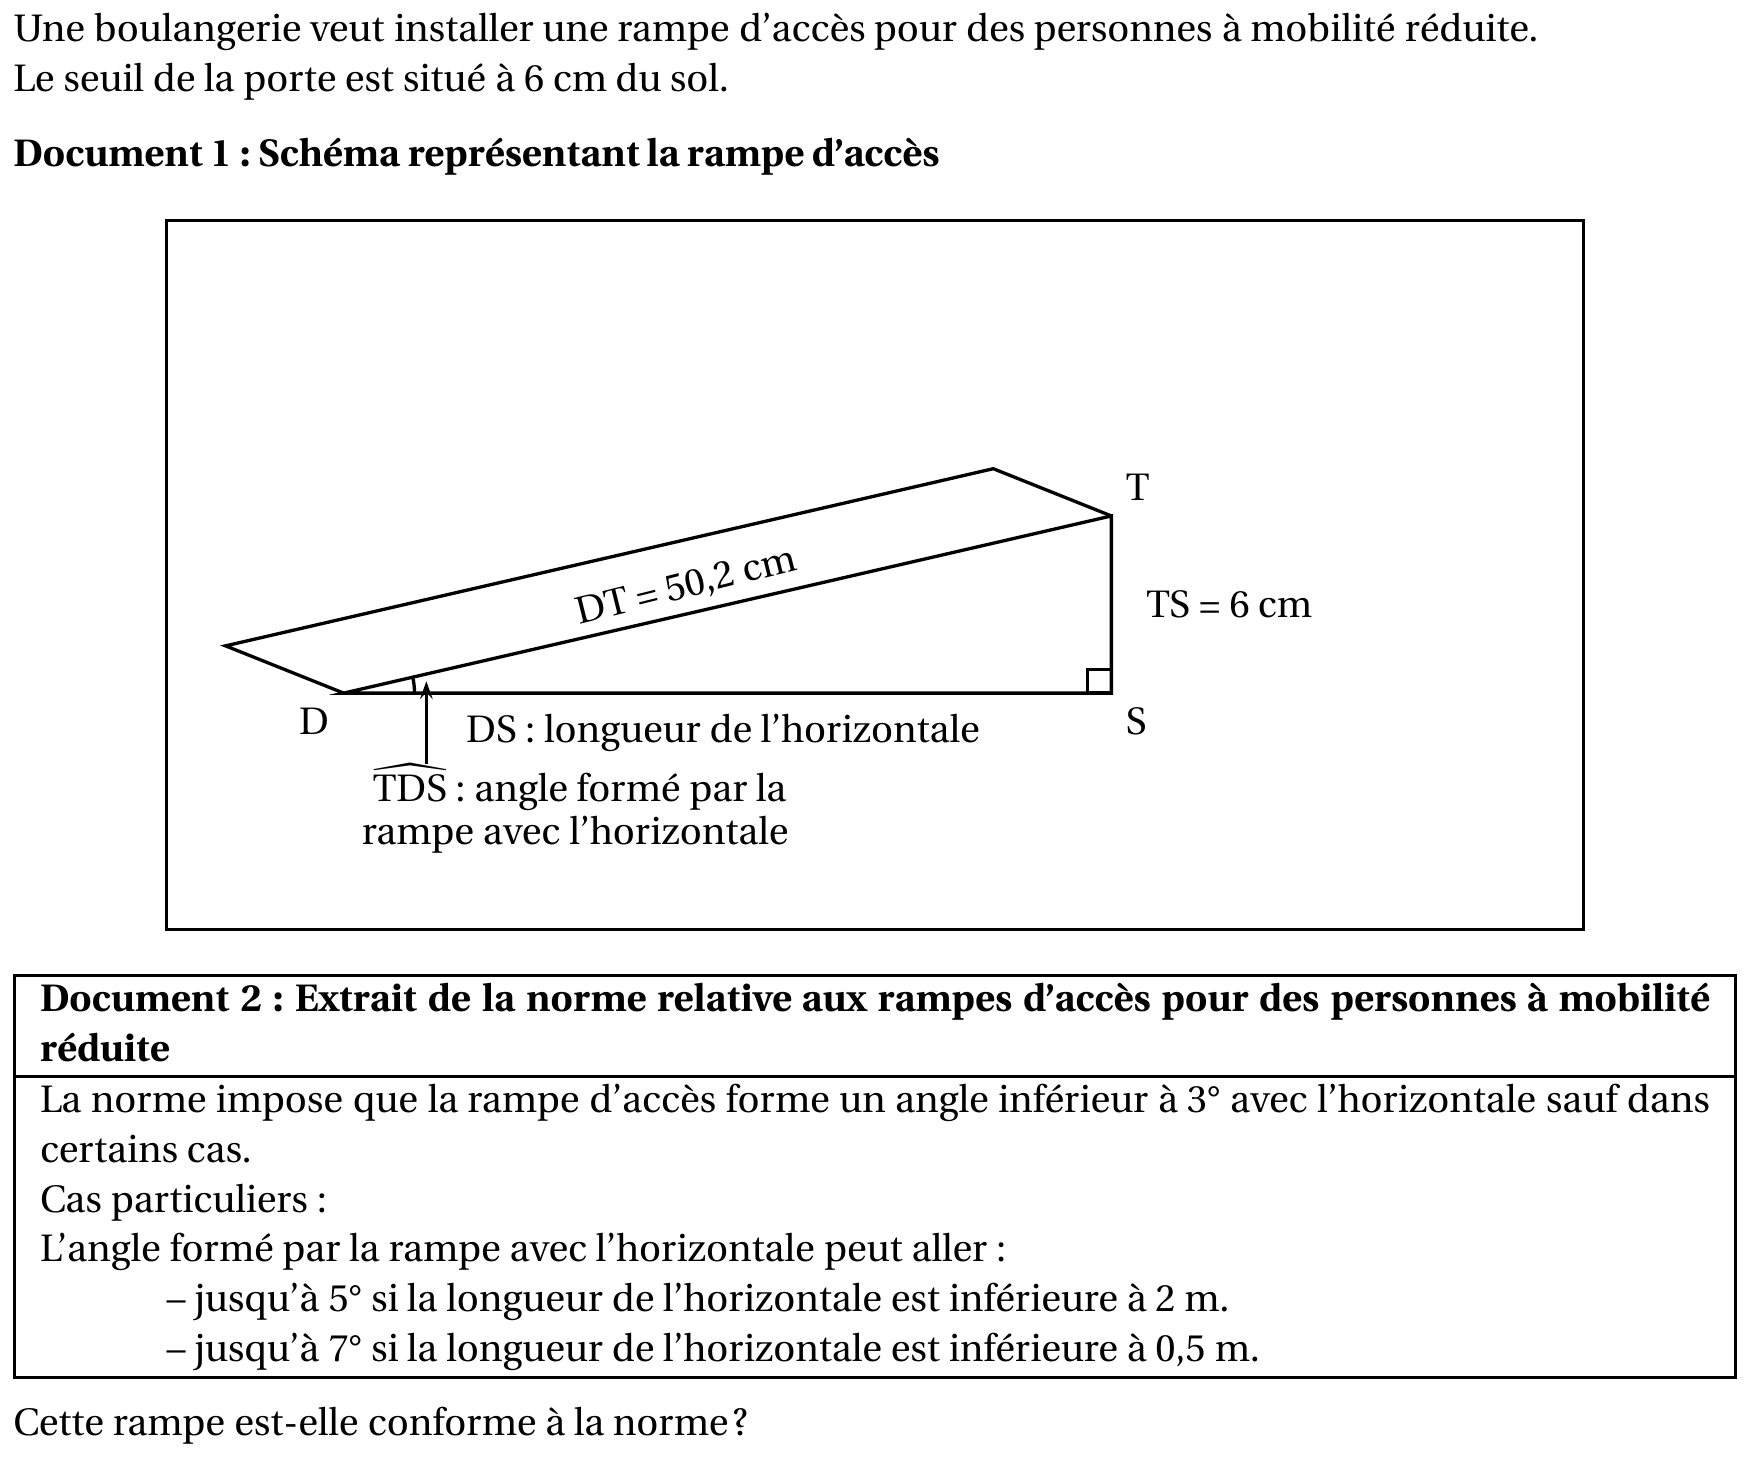 Une boulangerie veut installer une rampe d’accès pour des personnes à mobilité réduite.
Le seuil de la porte est situé à 6 cm du sol.
Document 1 : Schéma représentant la rampe d’accès
T
DT = 50,2 cm
TS = 6 cm
D
DS : longueur de l’horizontale
S
TDS : angle formé par la
rampe avec l’horizontale
Document 2 : Extrait de la norme relative aux rampes d’accès pour des personnes à mobilité
réduite
La norme impose que la rampe d’accès forme un angle inférieur à 3° avec l’horizontale sauf dans
certains cas.
Cas particuliers :
L’angle formé par la rampe avec l’horizontale peut aller :
– jusqu’à 5° si la longueur de l’horizontale est inférieure à 2 m.
– jusqu’à 7° si la longueur de l’horizontale est inférieure à 0,5 m.
Cette rampe est-elle conforme à la norme ?